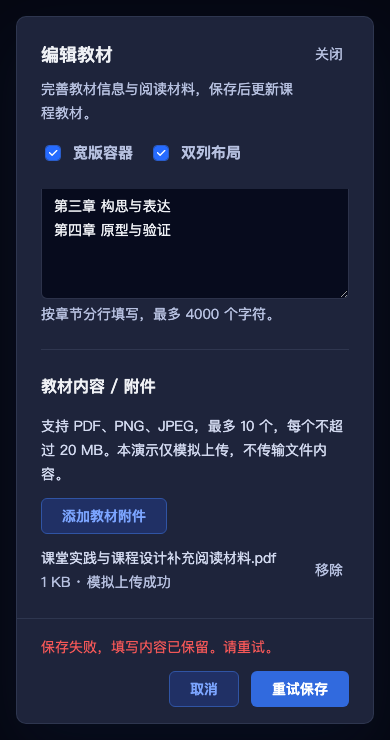 编辑教材
关闭
完善教材信息与阅读材料，保存后更新课
程教材。
宽版容器
双列布局
第三章 构思与表达
第四章 原型与验证
按章节分行填写，最多 4000 个字符。
教材内容 / 附件
支持 PDF、PNG、JPEG，最多 10 个，每个不超
过 20 MB。本演示仅模拟上传，不传输文件内
容。
添加教材附件
课堂实践与课程设计补充阅读材料.pdf
1 KB · 模拟上传成功
移除
保存失败，填写内容已保留。请重试。
取消
重试保存